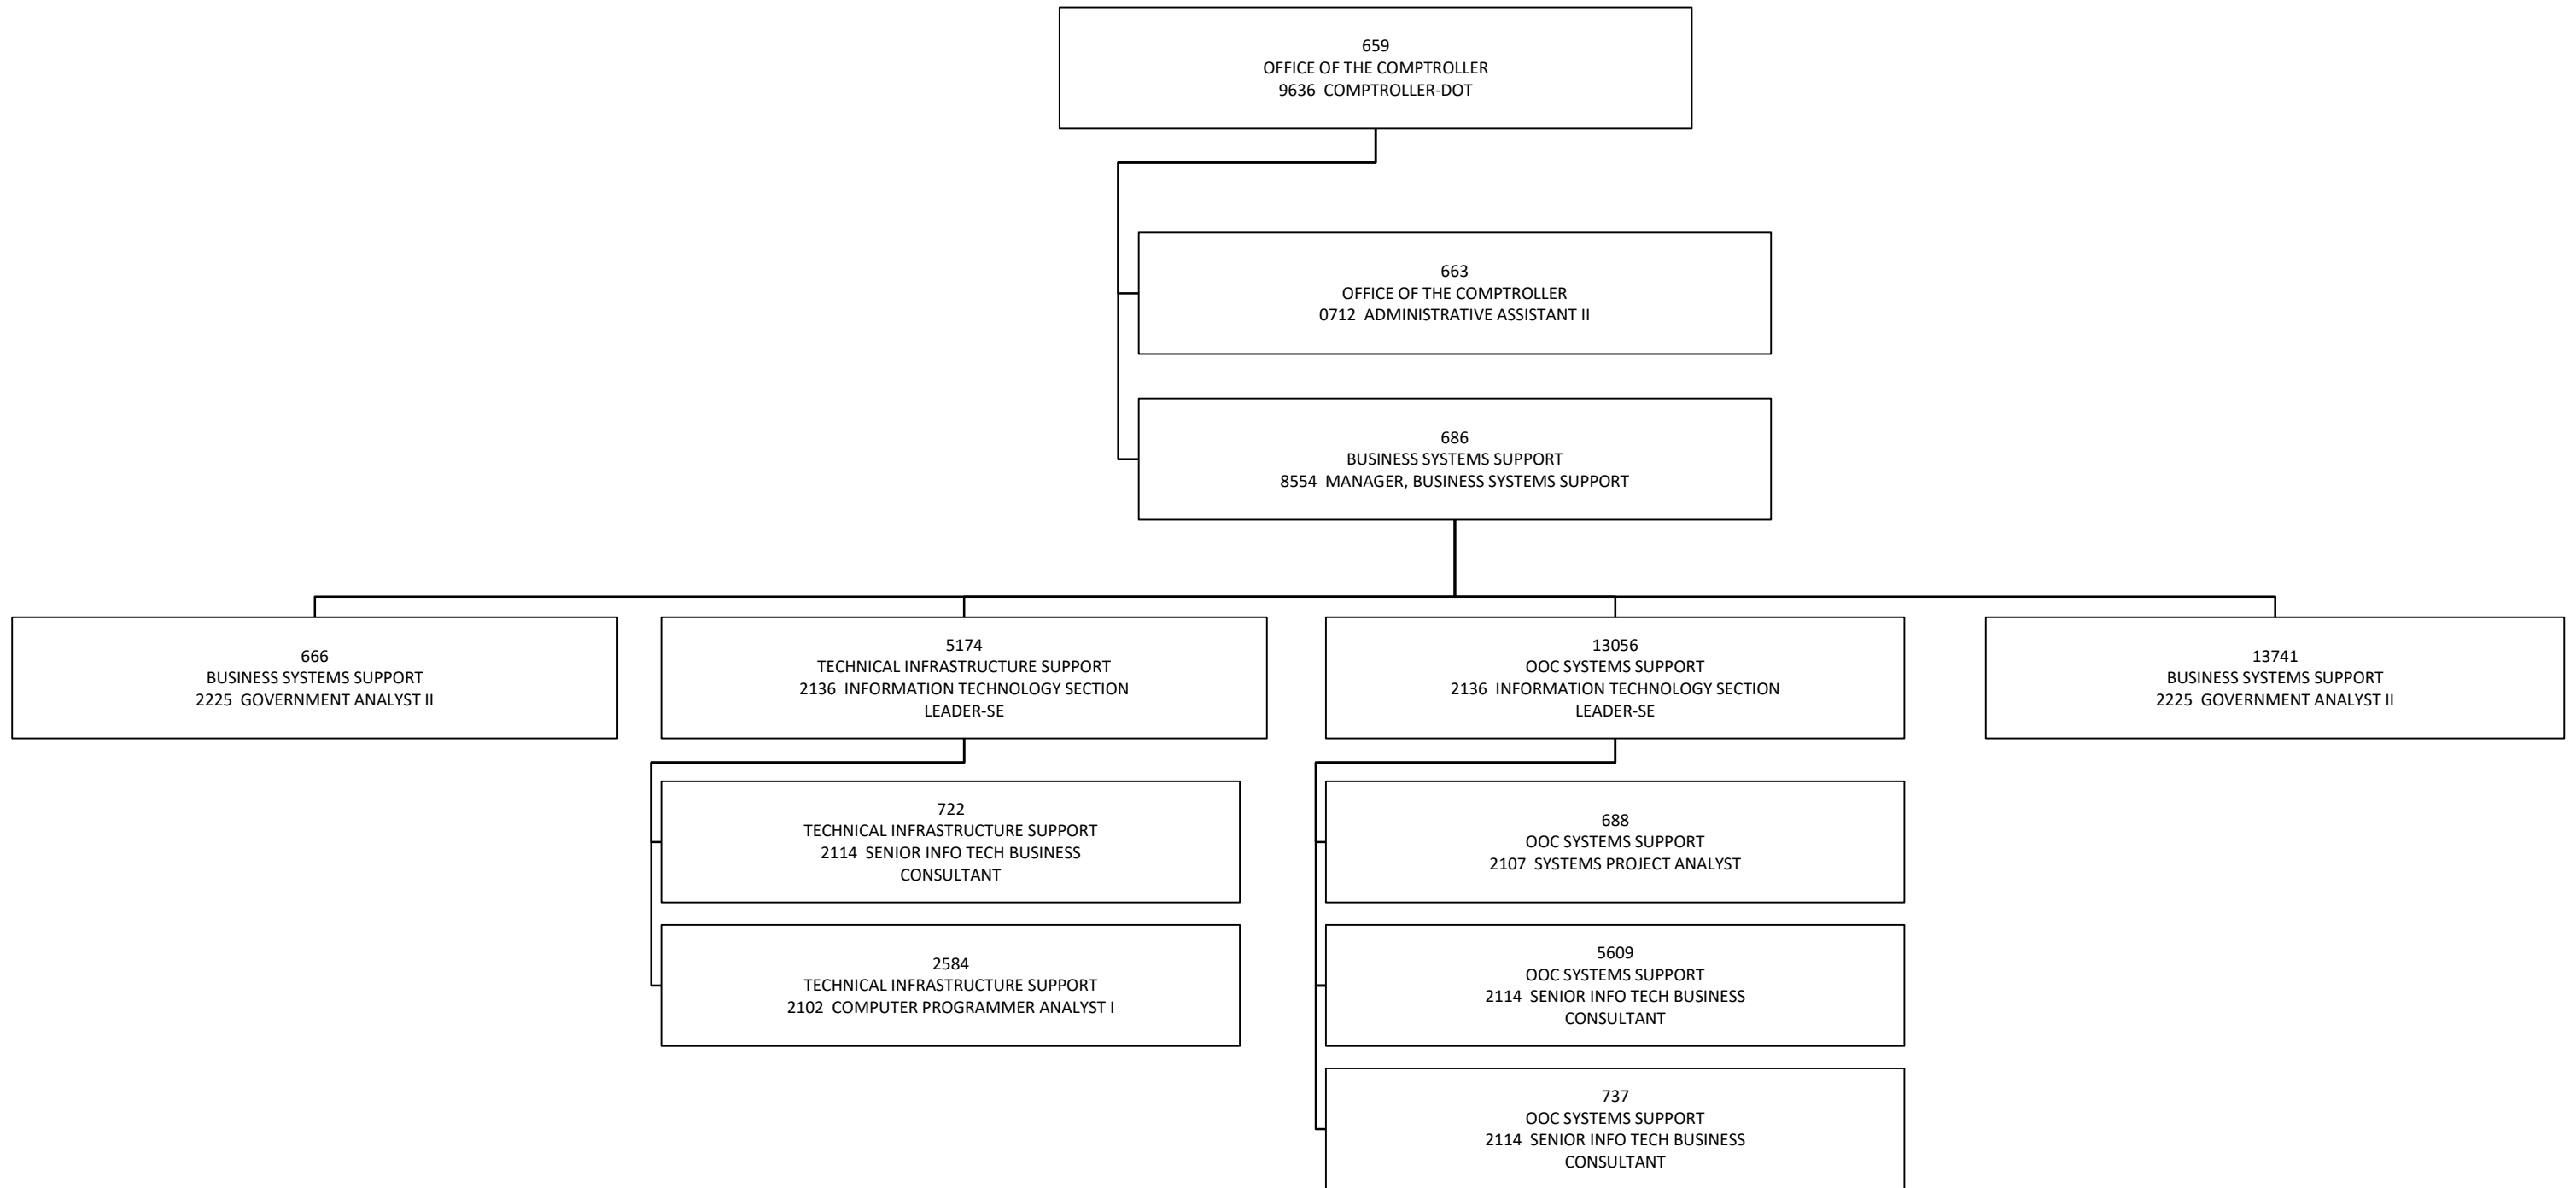 659
OFFICE OF THE COMPTROLLER
9636 COMPTROLLER-DOT
663
OFFICE OF THE COMPTROLLER
0712 ADMINISTRATIVE ASSISTANT II
686
BUSINESS SYSTEMS SUPPORT
8554 MANAGER, BUSINESS SYSTEMS SUPPORT
666
BUSINESS SYSTEMS SUPPORT
2225 GOVERNMENT ANALYST II
5174
TECHNICAL INFRASTRUCTURE SUPPORT
2136 INFORMATION TECHNOLOGY SECTION
LEADER-SE
13056
OOC SYSTEMS SUPPORT
2136 INFORMATION TECHNOLOGY SECTION
LEADER-SE
13741
BUSINESS SYSTEMS SUPPORT
2225 GOVERNMENT ANALYST II
722
TECHNICAL INFRASTRUCTURE SUPPORT
2114 SENIOR INFO TECH BUSINESS
CONSULTANT
2584
TECHNICAL INFRASTRUCTURE SUPPORT
2102 COMPUTER PROGRAMMER ANALYST I
688
OOC SYSTEMS SUPPORT
2107 SYSTEMS PROJECT ANALYST
5609
OOC SYSTEMS SUPPORT
2114 SENIOR INFO TECH BUSINESS
CONSULTANT
737
OOC SYSTEMS SUPPORT
2114 SENIOR INFO TECH BUSINESS
CONSULTANT